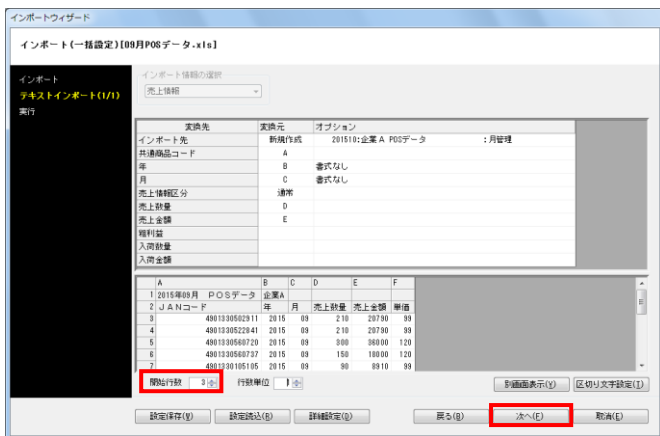 インポートウィザード
インポート(一括設定)[09月POSデータ.xls]
インポート
テキストインポート(1/1)
実行
インポート情報の選択
売上情報
変換先 変換元 オプション
インポート先 新規作成 201510:企業A POSデータ :月管理
共通商品コード A
年 B 書式なし
月 C 書式なし
売上情報区分 通常
売上数量 D
売上金額 E
粗利益
入荷数量
入荷金額
A B C D E F
1 2015年09月 POSデータ 企業A
2 JANコード 年 月 売上数量 売上金額 単価
3 4901330502911 2015 09 210 20790 99
4 4901330522841 2015 09 210 20790 99
5 4901330560720 2015 09 300 36000 120
6 4901330560737 2015 09 150 18000 120
7 4901330105105 2015 09 90 8910 99
開始行数 3 行数単位 1 別画面表示(Y) 区切り文字設定(T)
設定保存(W) 設定読込(R) 詳細設定(D) 戻る(B) 次へ(F) 取消(E)